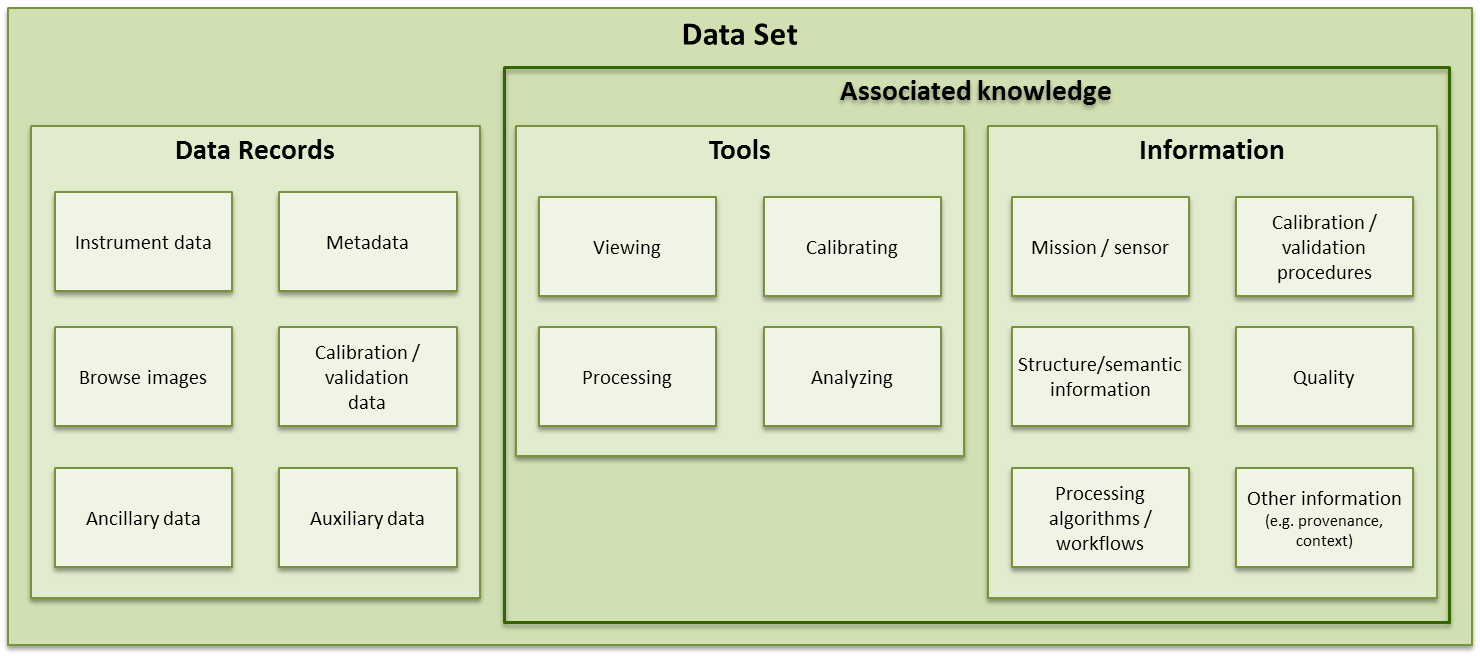 Data Set
Associated knowledge
Data Records
Instrument data
Metadata
Browse images
Calibration /
validation
data
Ancillary data
Auxiliary data
Tools
Viewing
Calibrating
Processing
Analyzing
Information
Mission / sensor
Calibration /
validation
procedures
Structure/semantic
information
Quality
Processing
algorithms /
workflows
Other information
(e.g. provenance,
context)